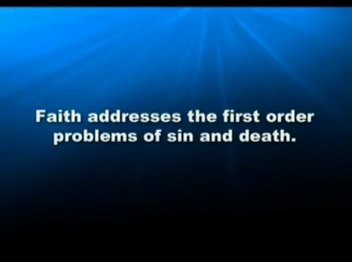 Faith addresses the first order
problems of sin and death.